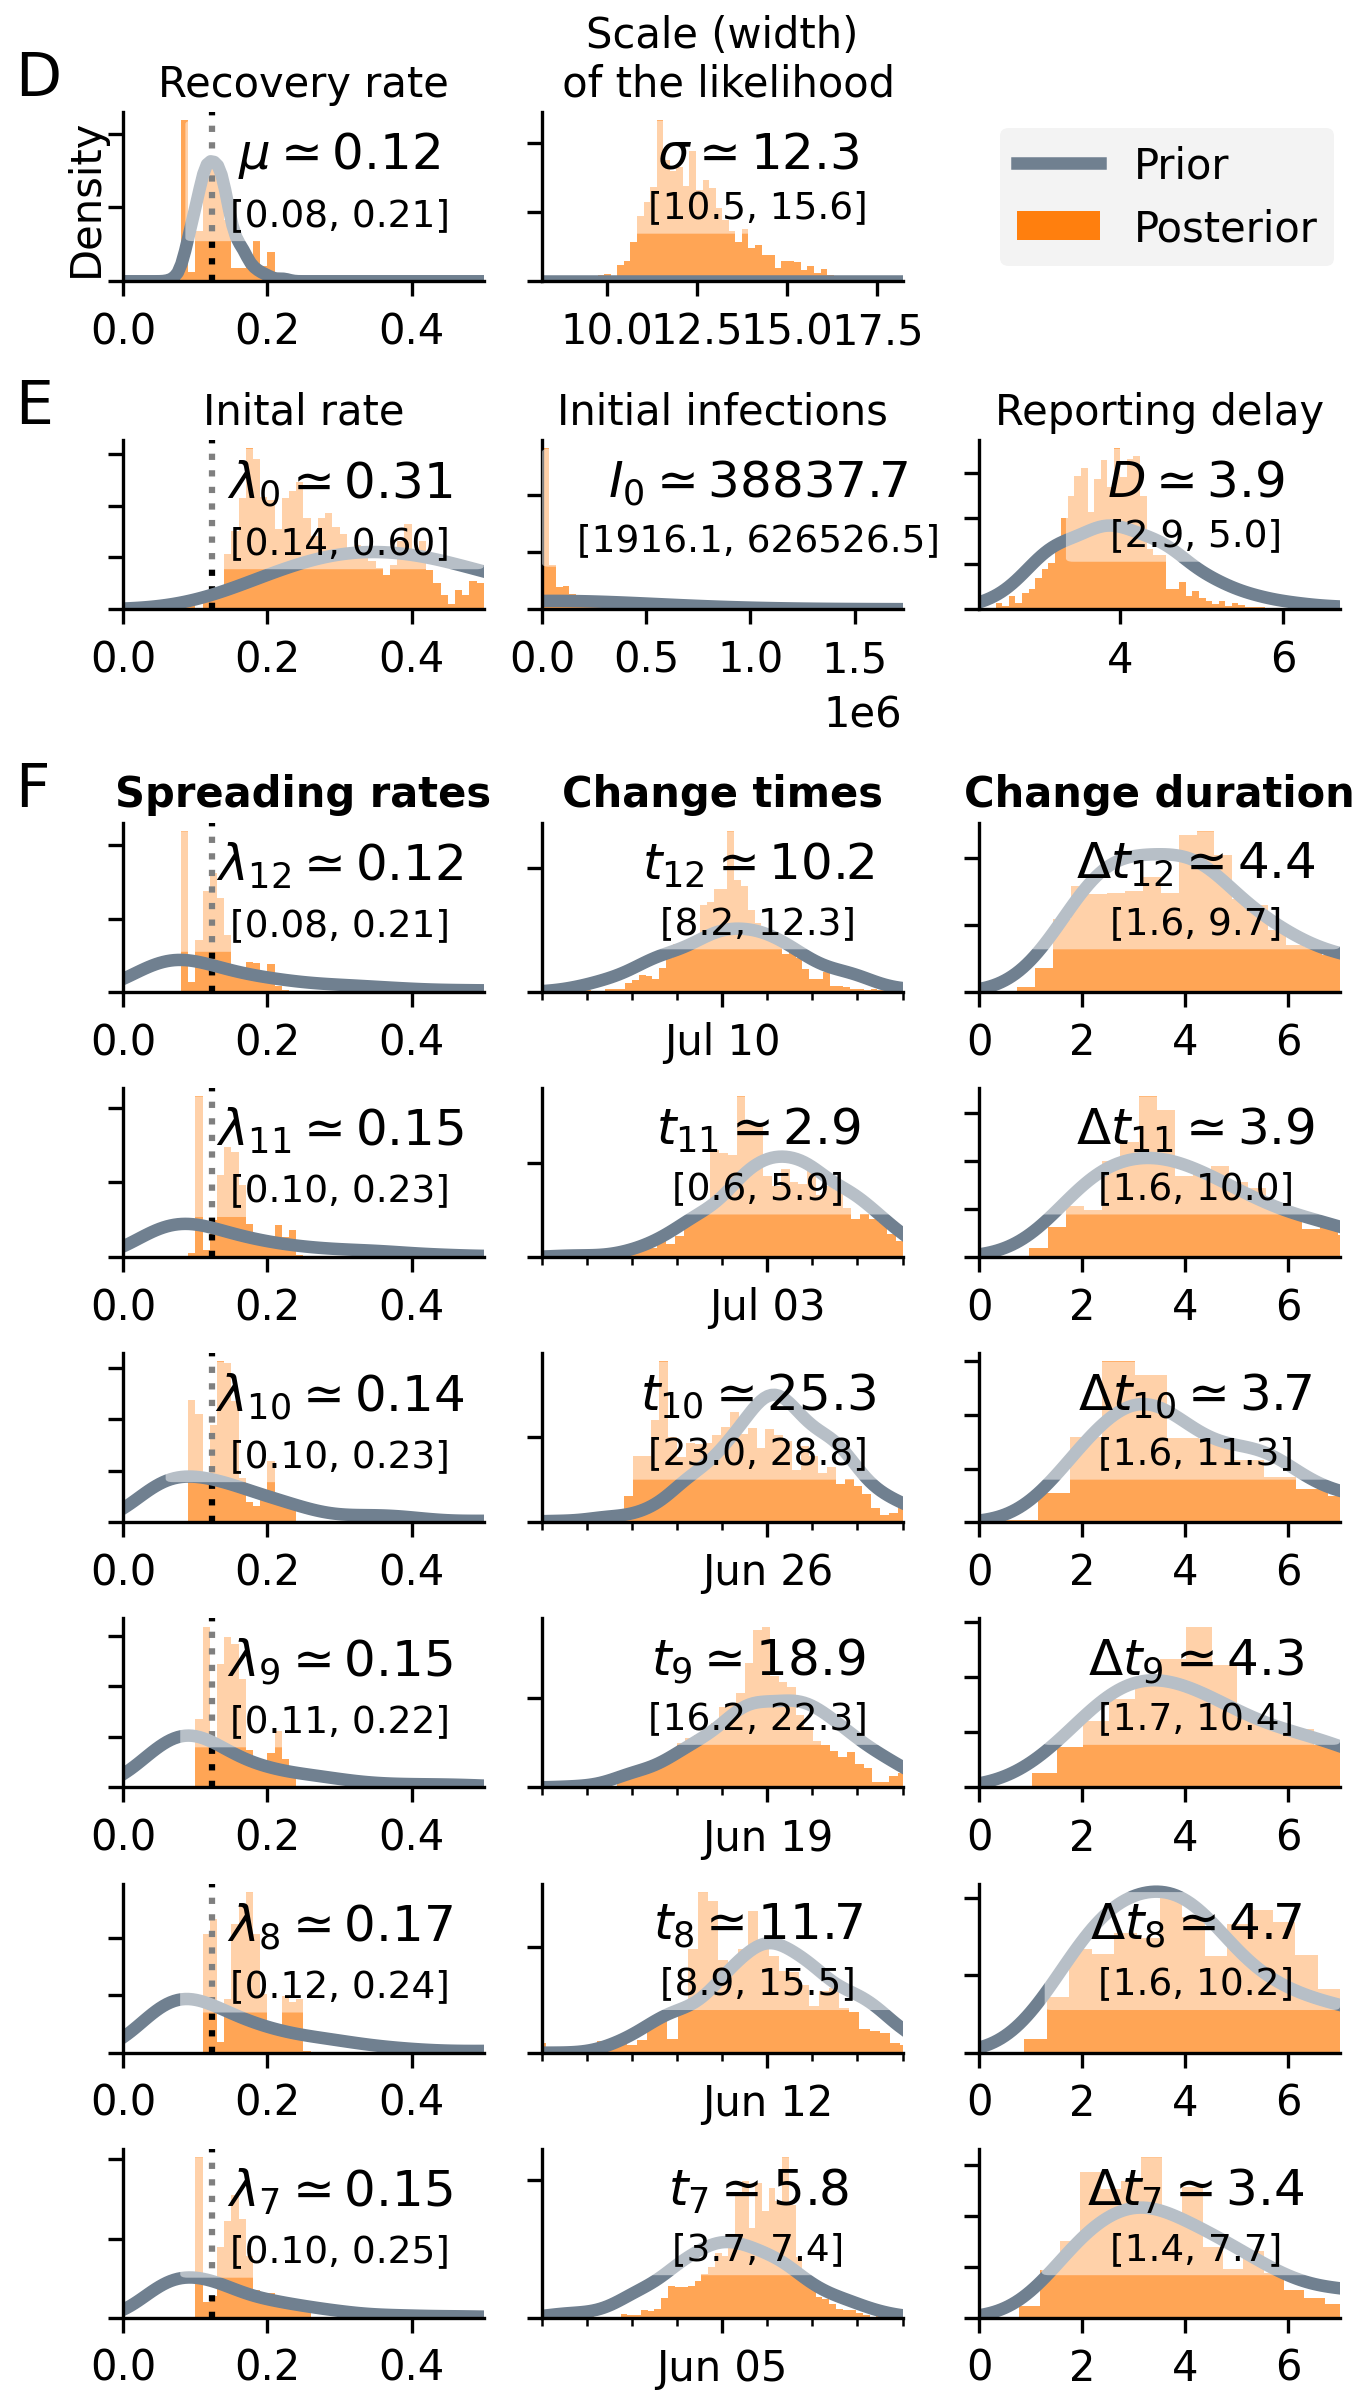 D
Recovery rate
Scale (width)
of the likelihood
Density
μ ≃ 0.12
[0.08, 0.21]
σ ≃ 12.3
[10.5, 15.6]
Prior
Posterior
0.0 0.2 0.4
10.0 12.5 15.0 17.5
E
Inital rate
Initial infections
Reporting delay
λ0 ≃ 0.31
[0.14, 0.60]
I0 ≃ 38837.7
[1916.1, 626526.5]
D ≃ 3.9
[2.9, 5.0]
0.0 0.2 0.4
0.0 0.5 1.0 1.5
1e6
4 6
F
Spreading rates
Change times
Change duration
λ12 ≃ 0.12
[0.08, 0.21]
t12 ≃ 10.2
[8.2, 12.3]
Δt12 ≃ 4.4
[1.6, 9.7]
0.0 0.2 0.4
Jul 10
0 2 4 6
λ11 ≃ 0.15
[0.10, 0.23]
t11 ≃ 2.9
[0.6, 5.9]
Δt11 ≃ 3.9
[1.6, 10.0]
0.0 0.2 0.4
Jul 03
0 2 4 6
λ10 ≃ 0.14
[0.10, 0.23]
t10 ≃ 25.3
[23.0, 28.8]
Δt10 ≃ 3.7
[1.6, 11.3]
0.0 0.2 0.4
Jun 26
0 2 4 6
λ9 ≃ 0.15
[0.11, 0.22]
t9 ≃ 18.9
[16.2, 22.3]
Δt9 ≃ 4.3
[1.7, 10.4]
0.0 0.2 0.4
Jun 19
0 2 4 6
λ8 ≃ 0.17
[0.12, 0.24]
t8 ≃ 11.7
[8.9, 15.5]
Δt8 ≃ 4.7
[1.6, 10.2]
0.0 0.2 0.4
Jun 12
0 2 4 6
λ7 ≃ 0.15
[0.10, 0.25]
t7 ≃ 5.8
[3.7, 7.4]
Δt7 ≃ 3.4
[1.4, 7.7]
0.0 0.2 0.4
Jun 05
0 2 4 6